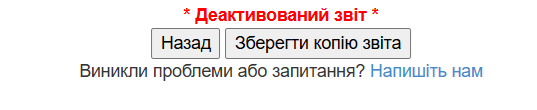 * Деактивований звіт *
Назад Зберегти копію звіта
Виникли проблеми або запитання? Напишіть нам